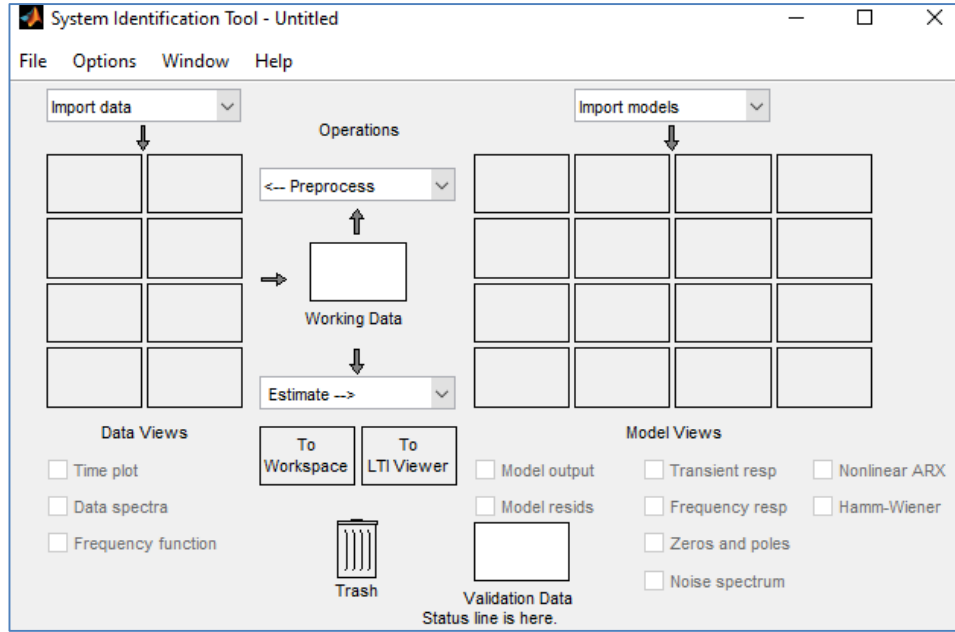 System Identification Tool - Untitled
File Options Window Help
Import data
Operations
Import models
<-- Preprocess
Working Data
Estimate -->
Data Views
Time plot
Data spectra
Frequency function
To
Workspace
To
LTI Viewer
Trash
Model Views
Model output
Model resids
Transient resp
Frequency resp
Zeros and poles
Noise spectrum
Nonlinear ARX
Hamm-Wiener
Validation Data
Status line is here.